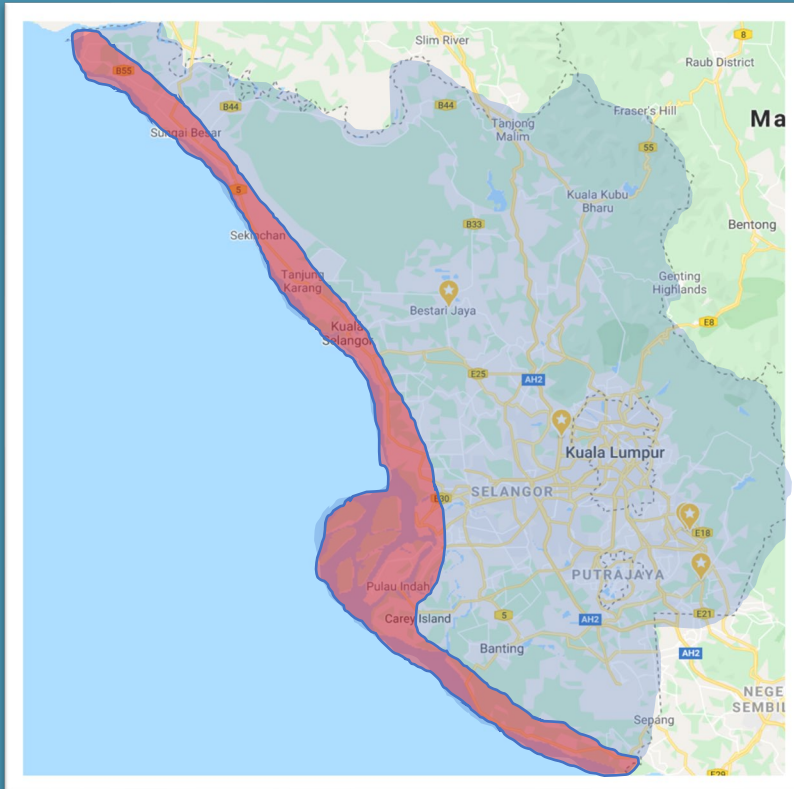 8
Slim River
Raub District
B55
B44
B44
Fraser's Hill
Ma
Tanjong
Malim
Sungai Besar
55
5
Kuala Kubu
Bharu
B33
Bentong
Sekinchan
Tanjung
Karang
Genting
Highlands
Bestari Jaya
E8
Kuala
Selangor
E25
AH2
Kuala Lumpur
SELANGOR
E30
E18
PUTRAJAYA
Pulau Indah
Carey Island
5
AH2
E21
Banting
AH2
NEGE
SEMBIL
Sepang
E29